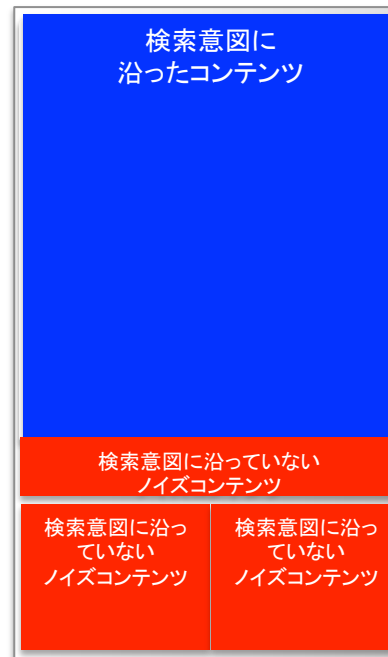 検索意図に
沿ったコンテンツ
検索意図に沿っていない
ノイズコンテンツ
検索意図に沿っ
ていない
ノイズコンテンツ
検索意図に沿っ
ていない
ノイズコンテンツ